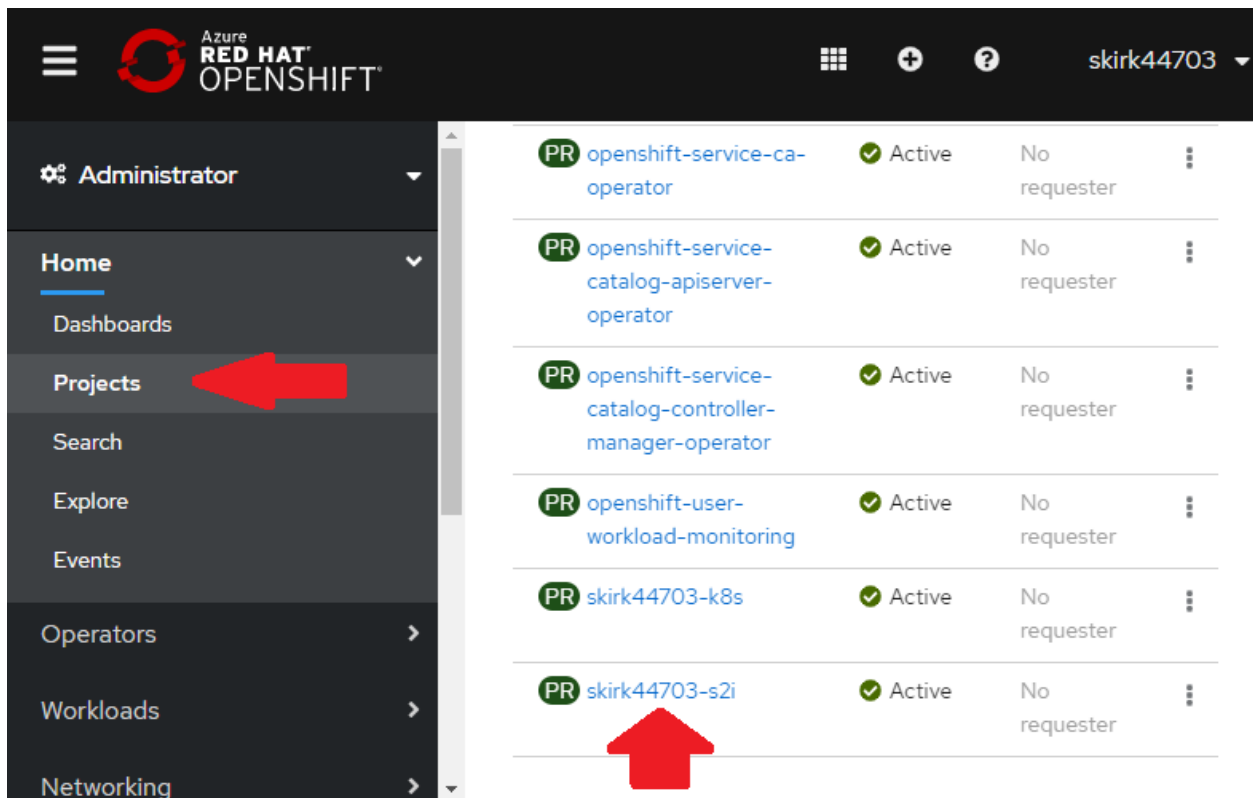 Azure
RED HAT
OPENSHIFT
skirk44703
Administrator
Home
Dashboards
Projects
Search
Explore
Events
Operators
Workloads
Networking
PR openshift-service-ca- Active No
operator requester
PR openshift-service- Active No
catalog-apiserver- requester
operator
PR openshift-service- Active No
catalog-controller- requester
manager-operator
PR openshift-user- Active No
workload-monitoring requester
PR skirk44703-k8s Active No
requester
PR skirk44703-s2i Active No
requester